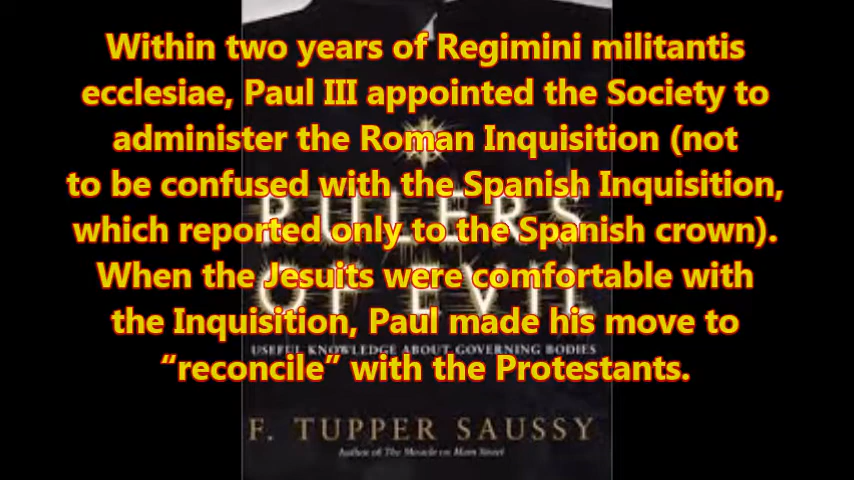 Within two years of Regimini militantis
ecclesiae, Paul III appointed the Society to
administer the Roman Inquisition (not
to be confused with the Spanish Inquisition,
which reported only to the Spanish crown).
When the Jesuits were comfortable with
the Inquisition, Paul made his move to
“reconcile” with the Protestants.
RULERS
OF EVIL
USEFUL KNOWLEDGE ABOUT GOVERNING BODIES
F. TUPPER SAUSSY
Author of The Miracle on Main Street